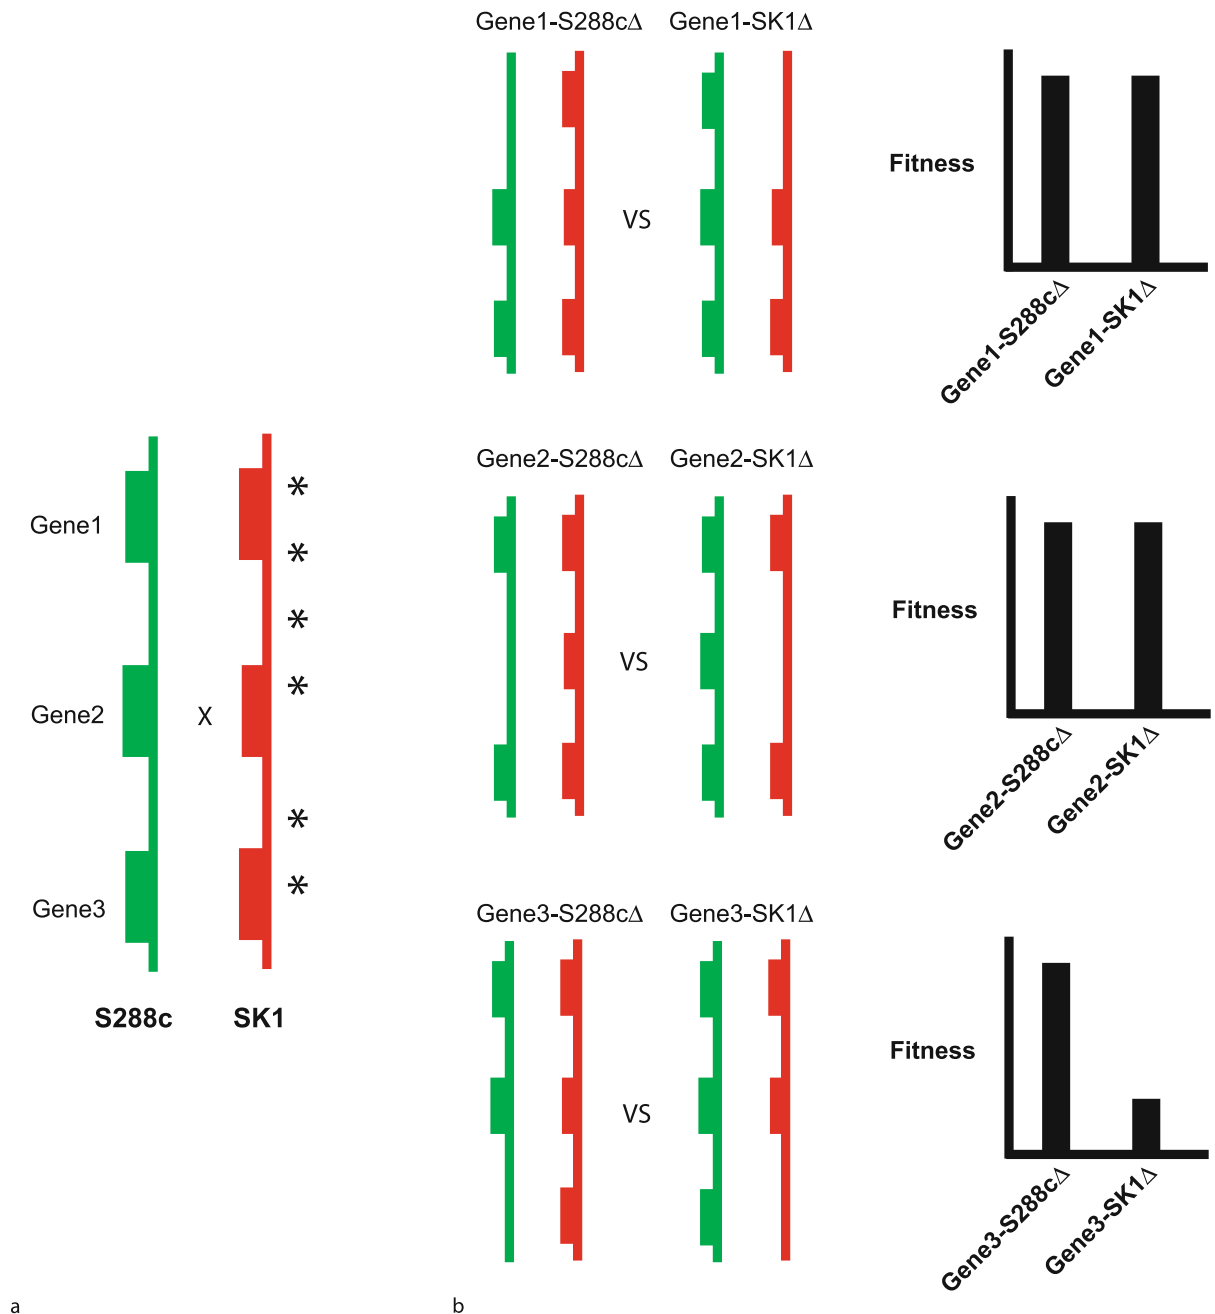 Gene1-S288cΔ Gene1-SK1Δ
VS
Fitness
Gene1-S288cΔ
Gene1-SK1Δ
Gene1
Gene2
Gene3
X
*
*
*
*
*
*
S288c SK1
Gene2-S288cΔ Gene2-SK1Δ
VS
Fitness
Gene2-S288cΔ
Gene2-SK1Δ
Gene3-S288cΔ Gene3-SK1Δ
VS
Fitness
Gene3-S288cΔ
Gene3-SK1Δ
a
b